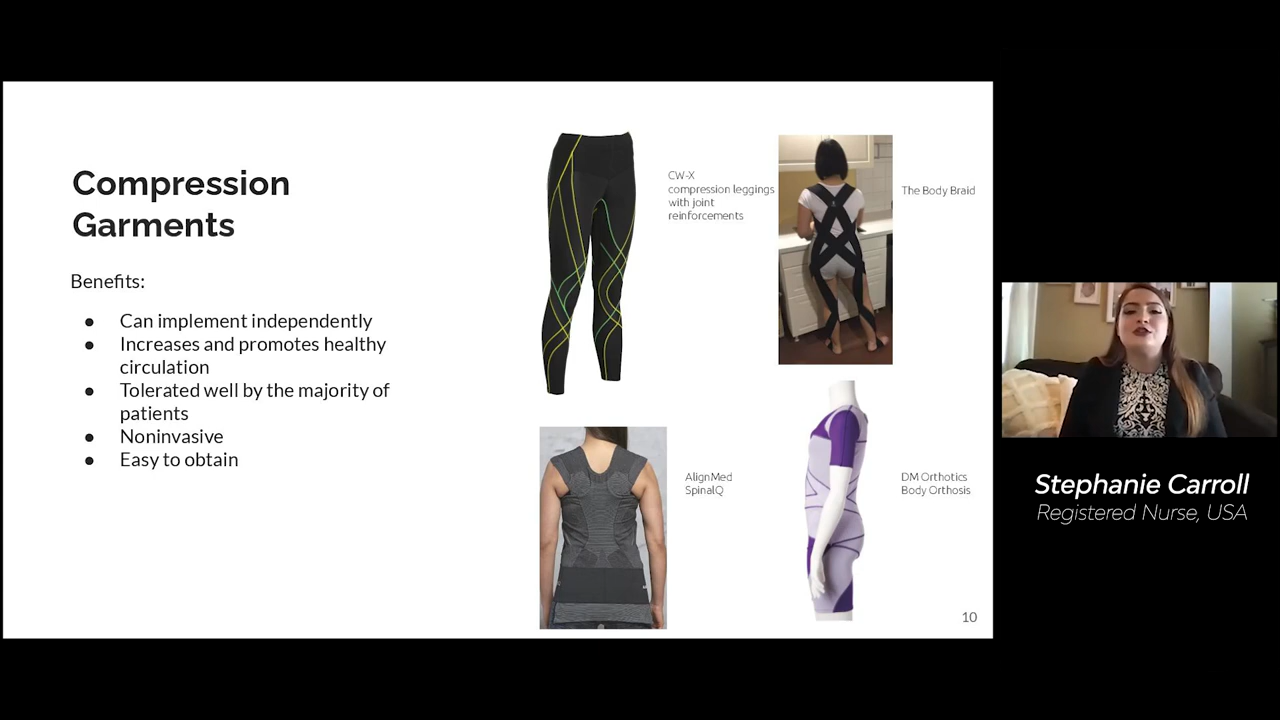 Compression
Garments
Benefits:
● Can implement independently
● Increases and promotes healthy
circulation
● Tolerated well by the majority of
patients
● Noninvasive
● Easy to obtain
CW-X
compression leggings
with joint
reinforcements
The Body Braid
AlignMed
SpinalQ
DM Orthotics
Body Orthosis
10
Stephanie Carroll
Registered Nurse, USA